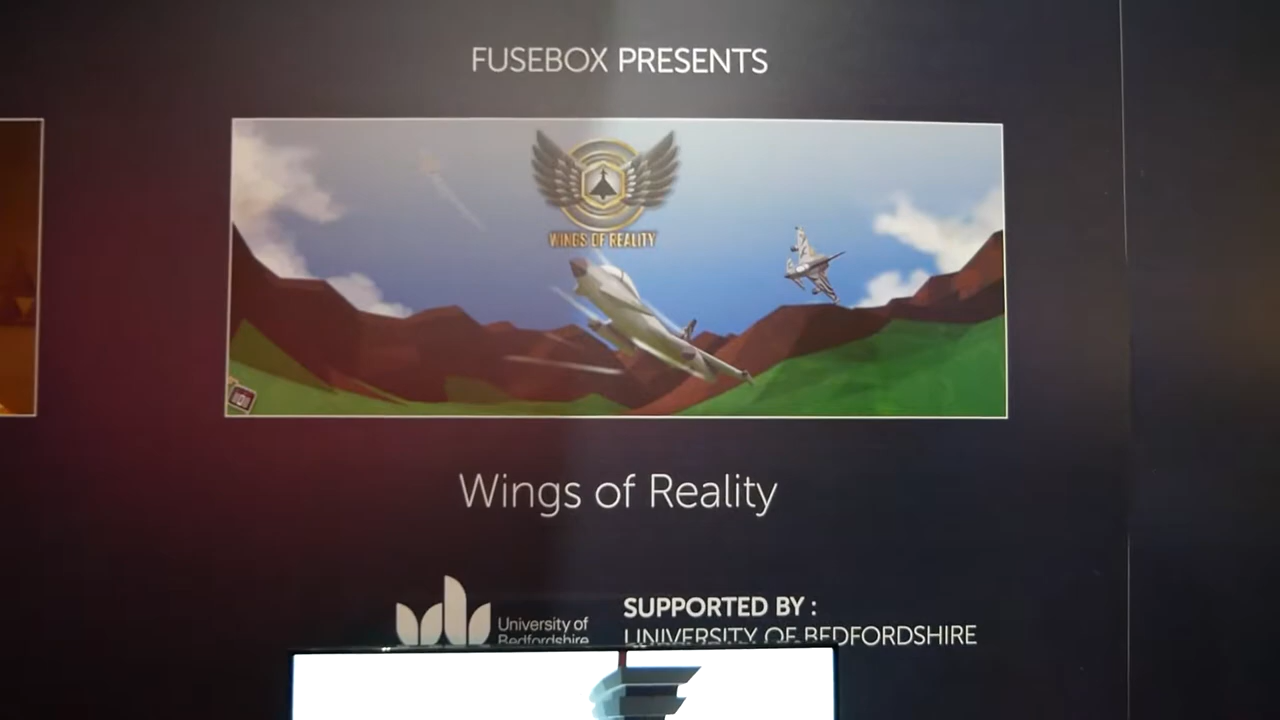 FUSEBOX PRESENTS
WINGS OF REALITY
Wings of Reality
University of
Bedfordshire
SUPPORTED BY :
UNIVERSITY OF BEDFORDSHIRE